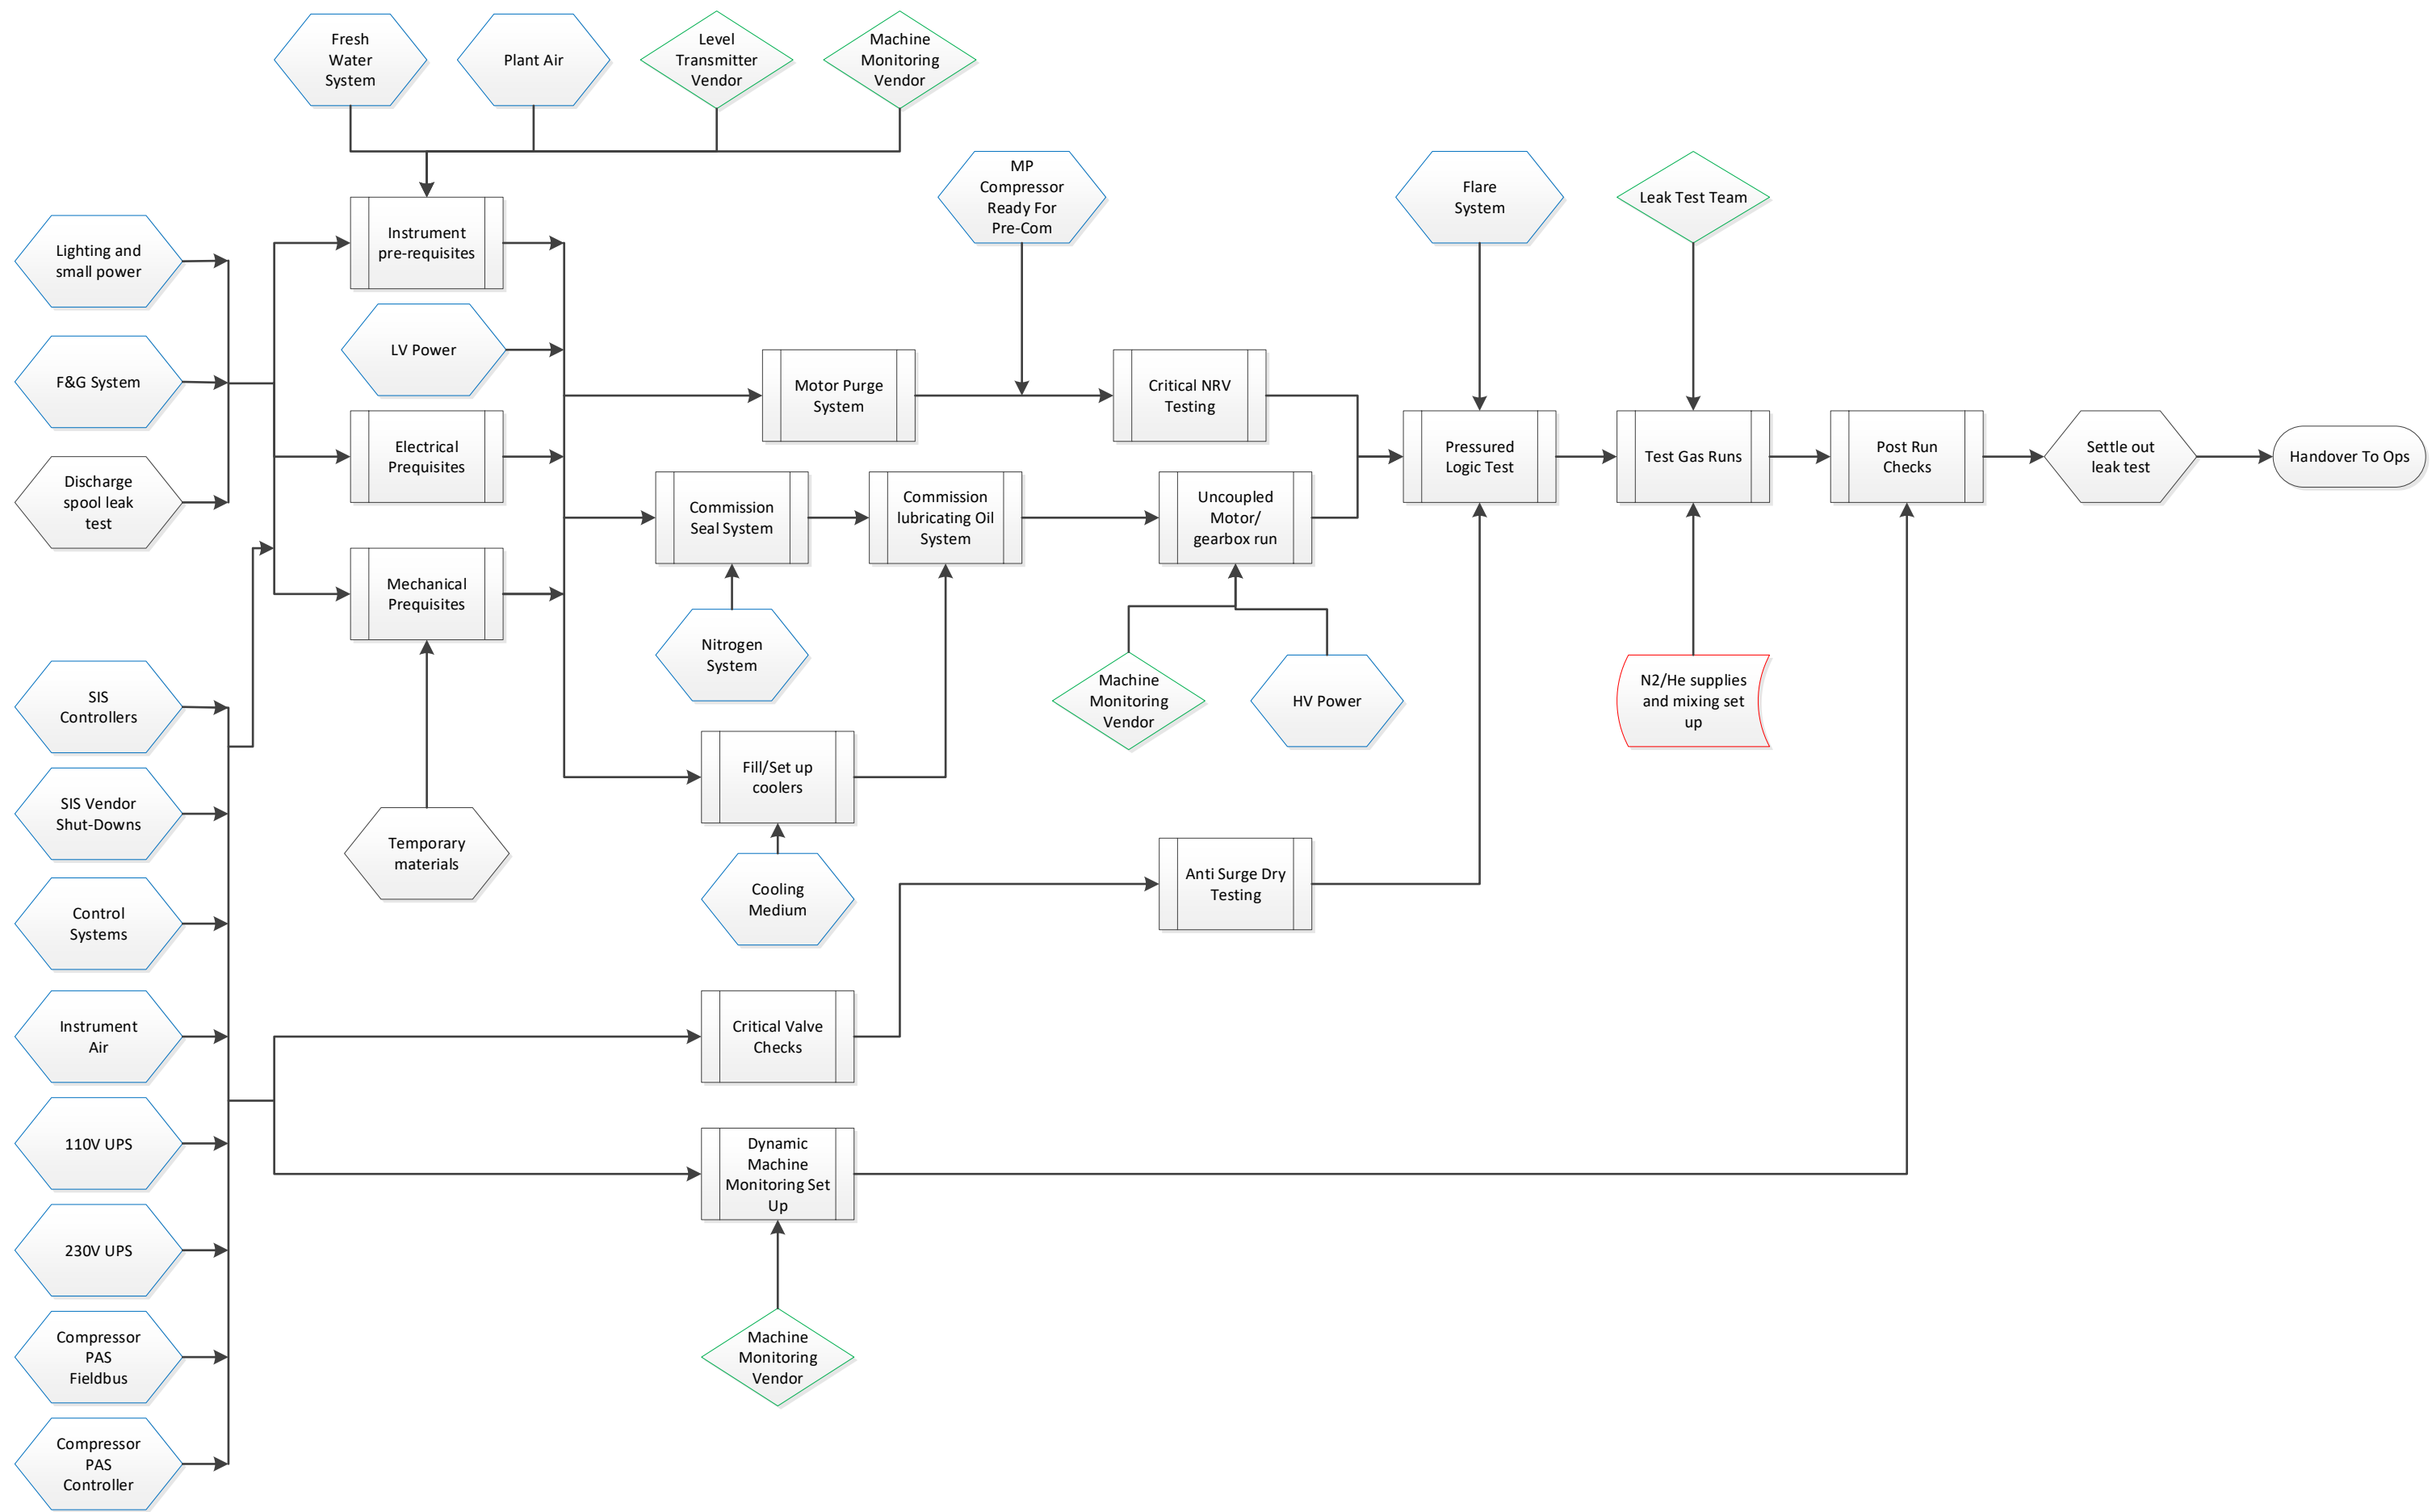 Fresh
Water
System
Plant Air
Level
Transmitter
Vendor
Machine
Monitoring
Vendor
MP
Compressor
Ready For
Pre-Com
Flare
System
Leak Test Team
Lighting and
small power
Instrument
pre-requisites
LV Power
F&G System
Motor Purge
System
Critical NRV
Testing
Discharge
spool leak
test
Electrical
Prequisites
Pressured
Logic Test
Test Gas Runs
Post Run
Checks
Settle out
leak test
Handover To Ops
Commission
Seal System
Commission
lubricating Oil
System
Uncoupled
Motor/
gearbox run
Mechanical
Prequisites
Nitrogen
System
Machine
Monitoring
Vendor
HV Power
N2/He supplies
and mixing set
up
SIS
Controllers
Fill/Set up
coolers
SIS Vendor
Shut-Downs
Temporary
materials
Cooling
Medium
Anti Surge Dry
Testing
Control
Systems
Instrument
Air
Critical Valve
Checks
110V UPS
Dynamic
Machine
Monitoring Set
Up
230V UPS
Compressor
PAS
Fieldbus
Machine
Monitoring
Vendor
Compressor
PAS
Controller